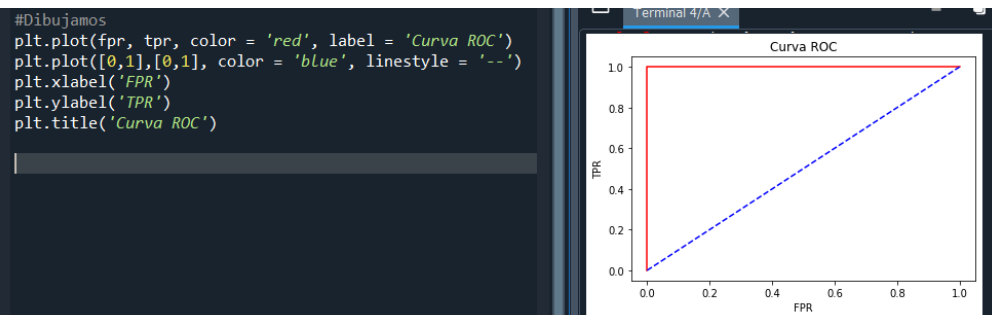 #Dibujamos
plt.plot(fpr, tpr, color = 'red', label = 'Curva ROC')
plt.plot([0,1],[0,1], color = 'blue', linestyle = '--')
plt.xlabel('FPR')
plt.ylabel('TPR')
plt.title('Curva ROC')
Terminal 4/A
Curva ROC
1.0
0.8
0.6
0.4
0.2
0.0
TPR
0.0 0.2 0.4 0.6 0.8 1.0
FPR